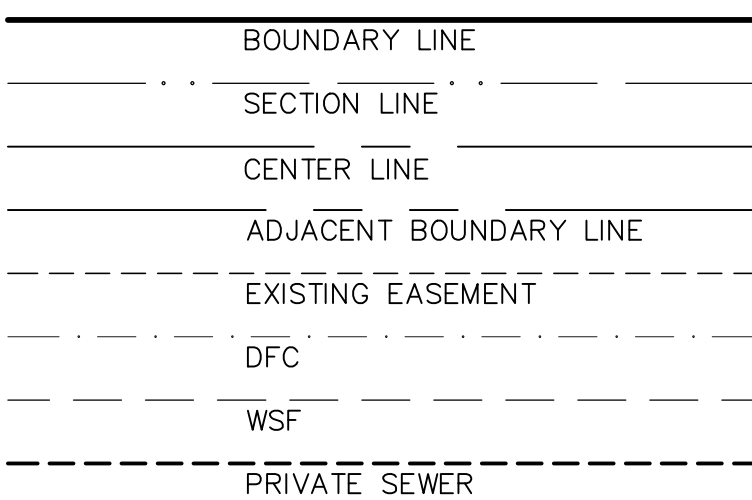 BOUNDARY LINE
SECTION LINE
CENTER LINE
ADJACENT BOUNDARY LINE
EXISTING EASEMENT
DFC
WSF
PRIVATE SEWER